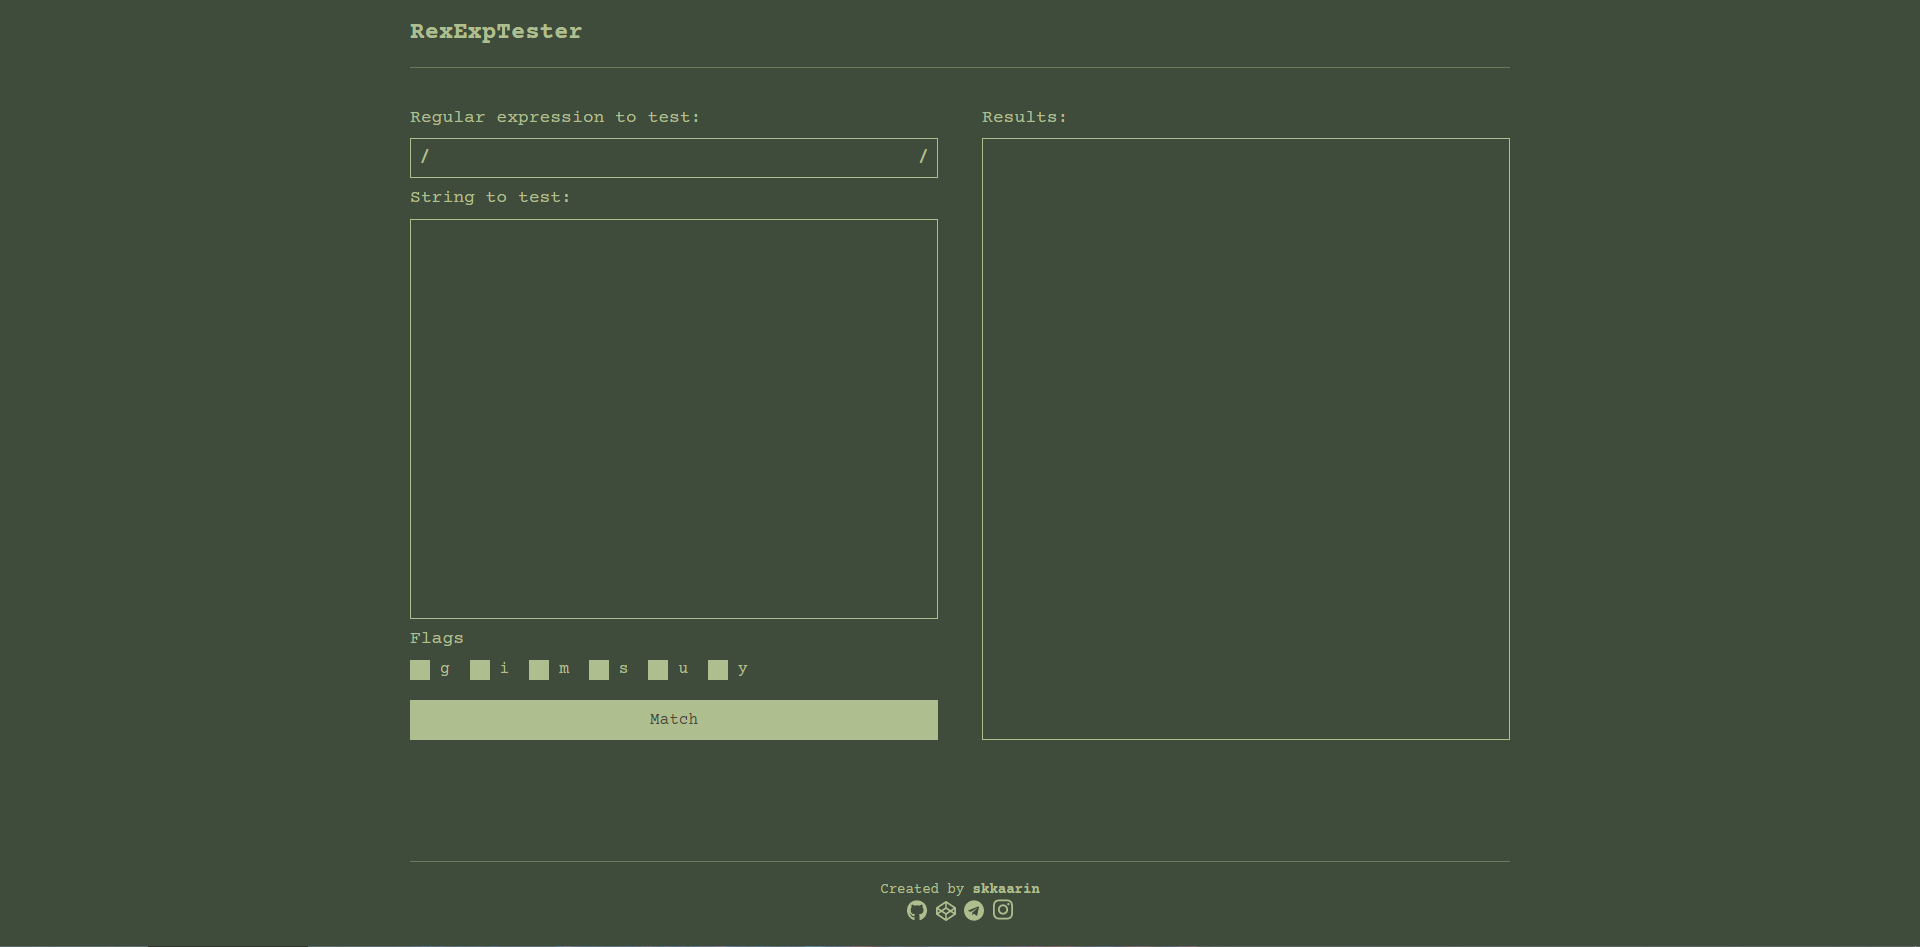 RexExpTester
Regular expression to test:
/ /
String to test:
Flags
g i m s u y
Match
Results:
Created by skkaarin